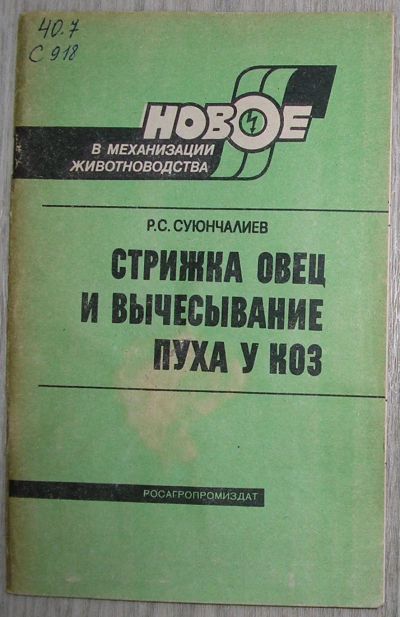 40.7
С 918
НОВОЕ
В МЕХАНИЗАЦИИ
ЖИВОТНОВОДСТВА
Р.С. СУЮНЧАЛИЕВ
СТРИЖКА ОВЕЦ
И ВЫЧЕСЫВАНИЕ
ПУХА У КОЗ
РОСАГРОПРОМИЗДАТ